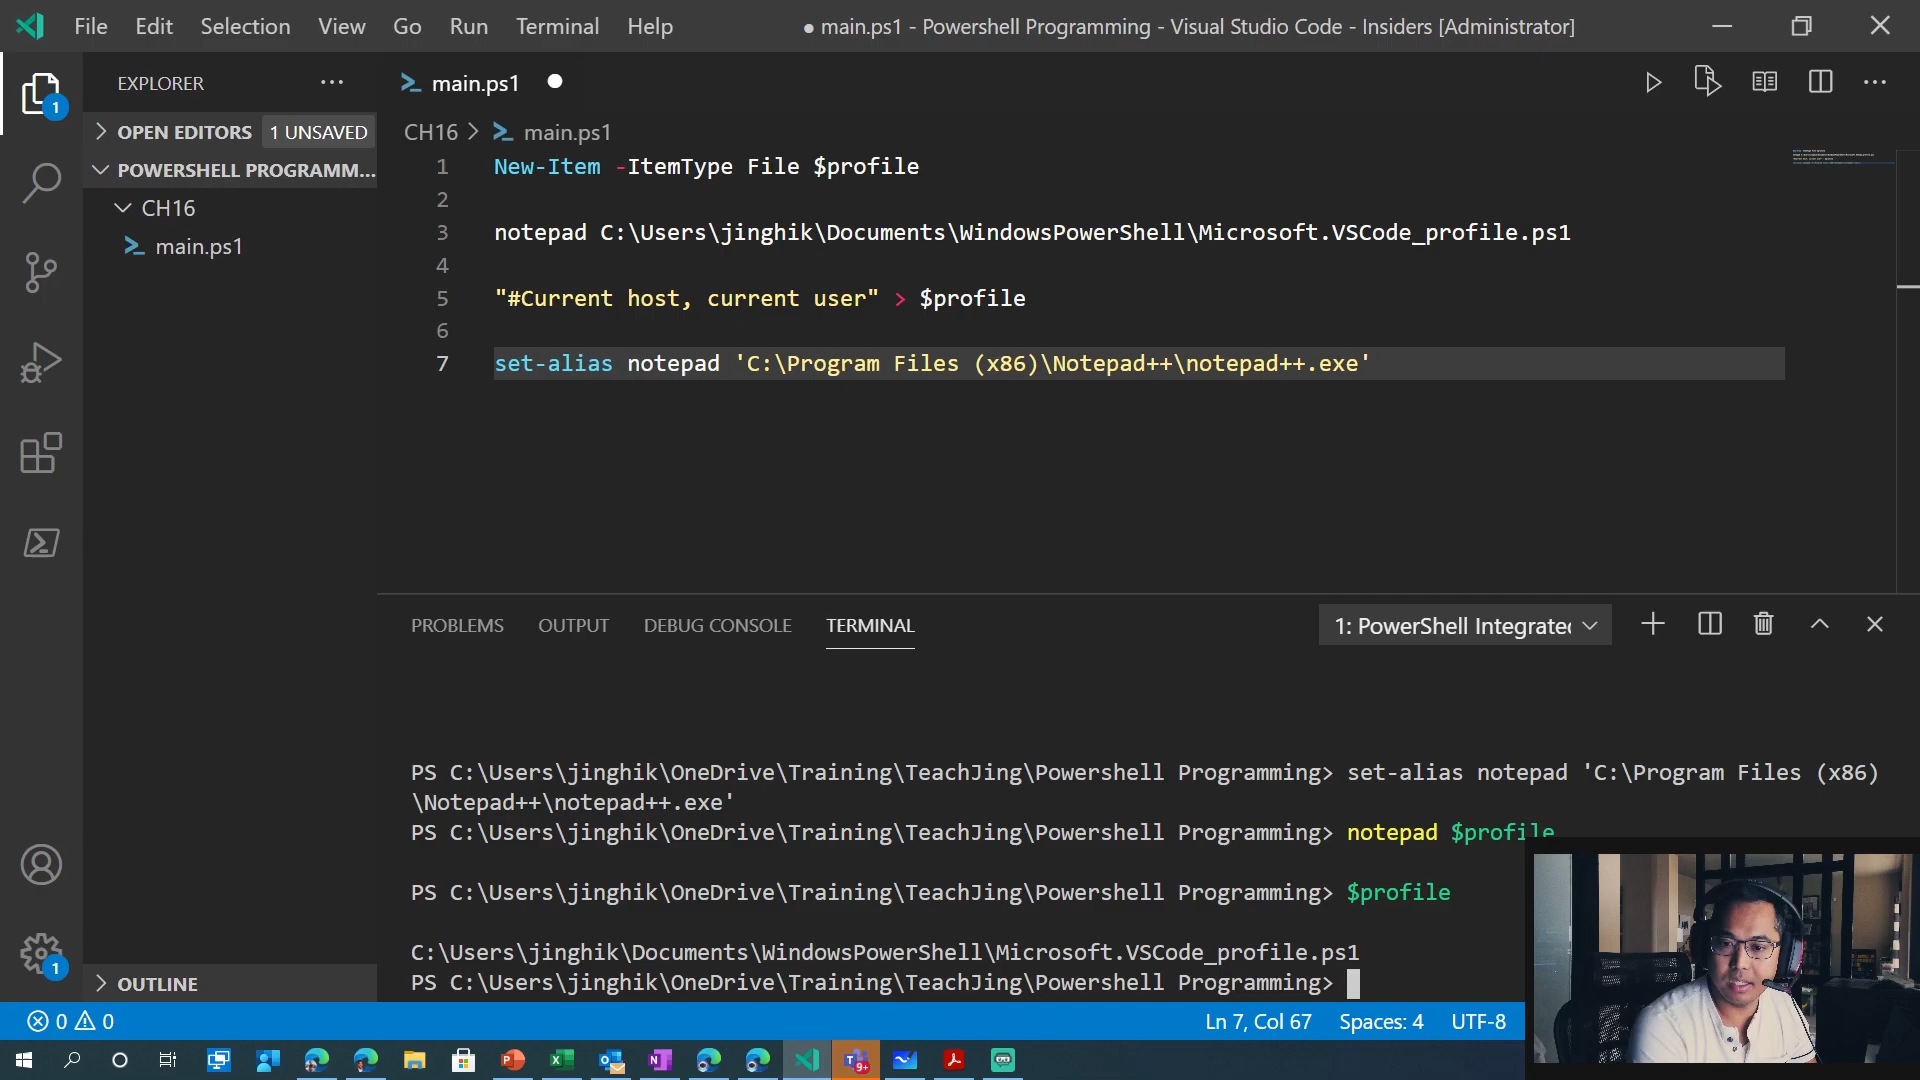 File Edit Selection View Go Run Terminal Help
● main.ps1 - Powershell Programming - Visual Studio Code - Insiders [Administrator]
EXPLORER
1
OPEN EDITORS 1 UNSAVED
POWERSHELL PROGRAMM...
CH16
main.ps1
OUTLINE
1
main.ps1
CH16 > main.ps1
1 New-Item -ItemType File $profile
2
3 notepad C:\Users\jinghik\Documents\WindowsPowerShell\Microsoft.VSCode_profile.ps1
4
5 "#Current host, current user" > $profile
6
7 set-alias notepad 'C:\Program Files (x86)\Notepad++\notepad++.exe'
PROBLEMS OUTPUT DEBUG CONSOLE TERMINAL
1: PowerShell Integrated
PS C:\Users\jinghik\OneDrive\Training\TeachJing\Powershell Programming> set-alias notepad 'C:\Program Files (x86)
\Notepad++\notepad++.exe'
PS C:\Users\jinghik\OneDrive\Training\TeachJing\Powershell Programming> notepad $profile
PS C:\Users\jinghik\OneDrive\Training\TeachJing\Powershell Programming> $profile
C:\Users\jinghik\Documents\WindowsPowerShell\Microsoft.VSCode_profile.ps1
PS C:\Users\jinghik\OneDrive\Training\TeachJing\Powershell Programming>
0 0
Ln 7, Col 67 Spaces: 4 UTF-8
9+